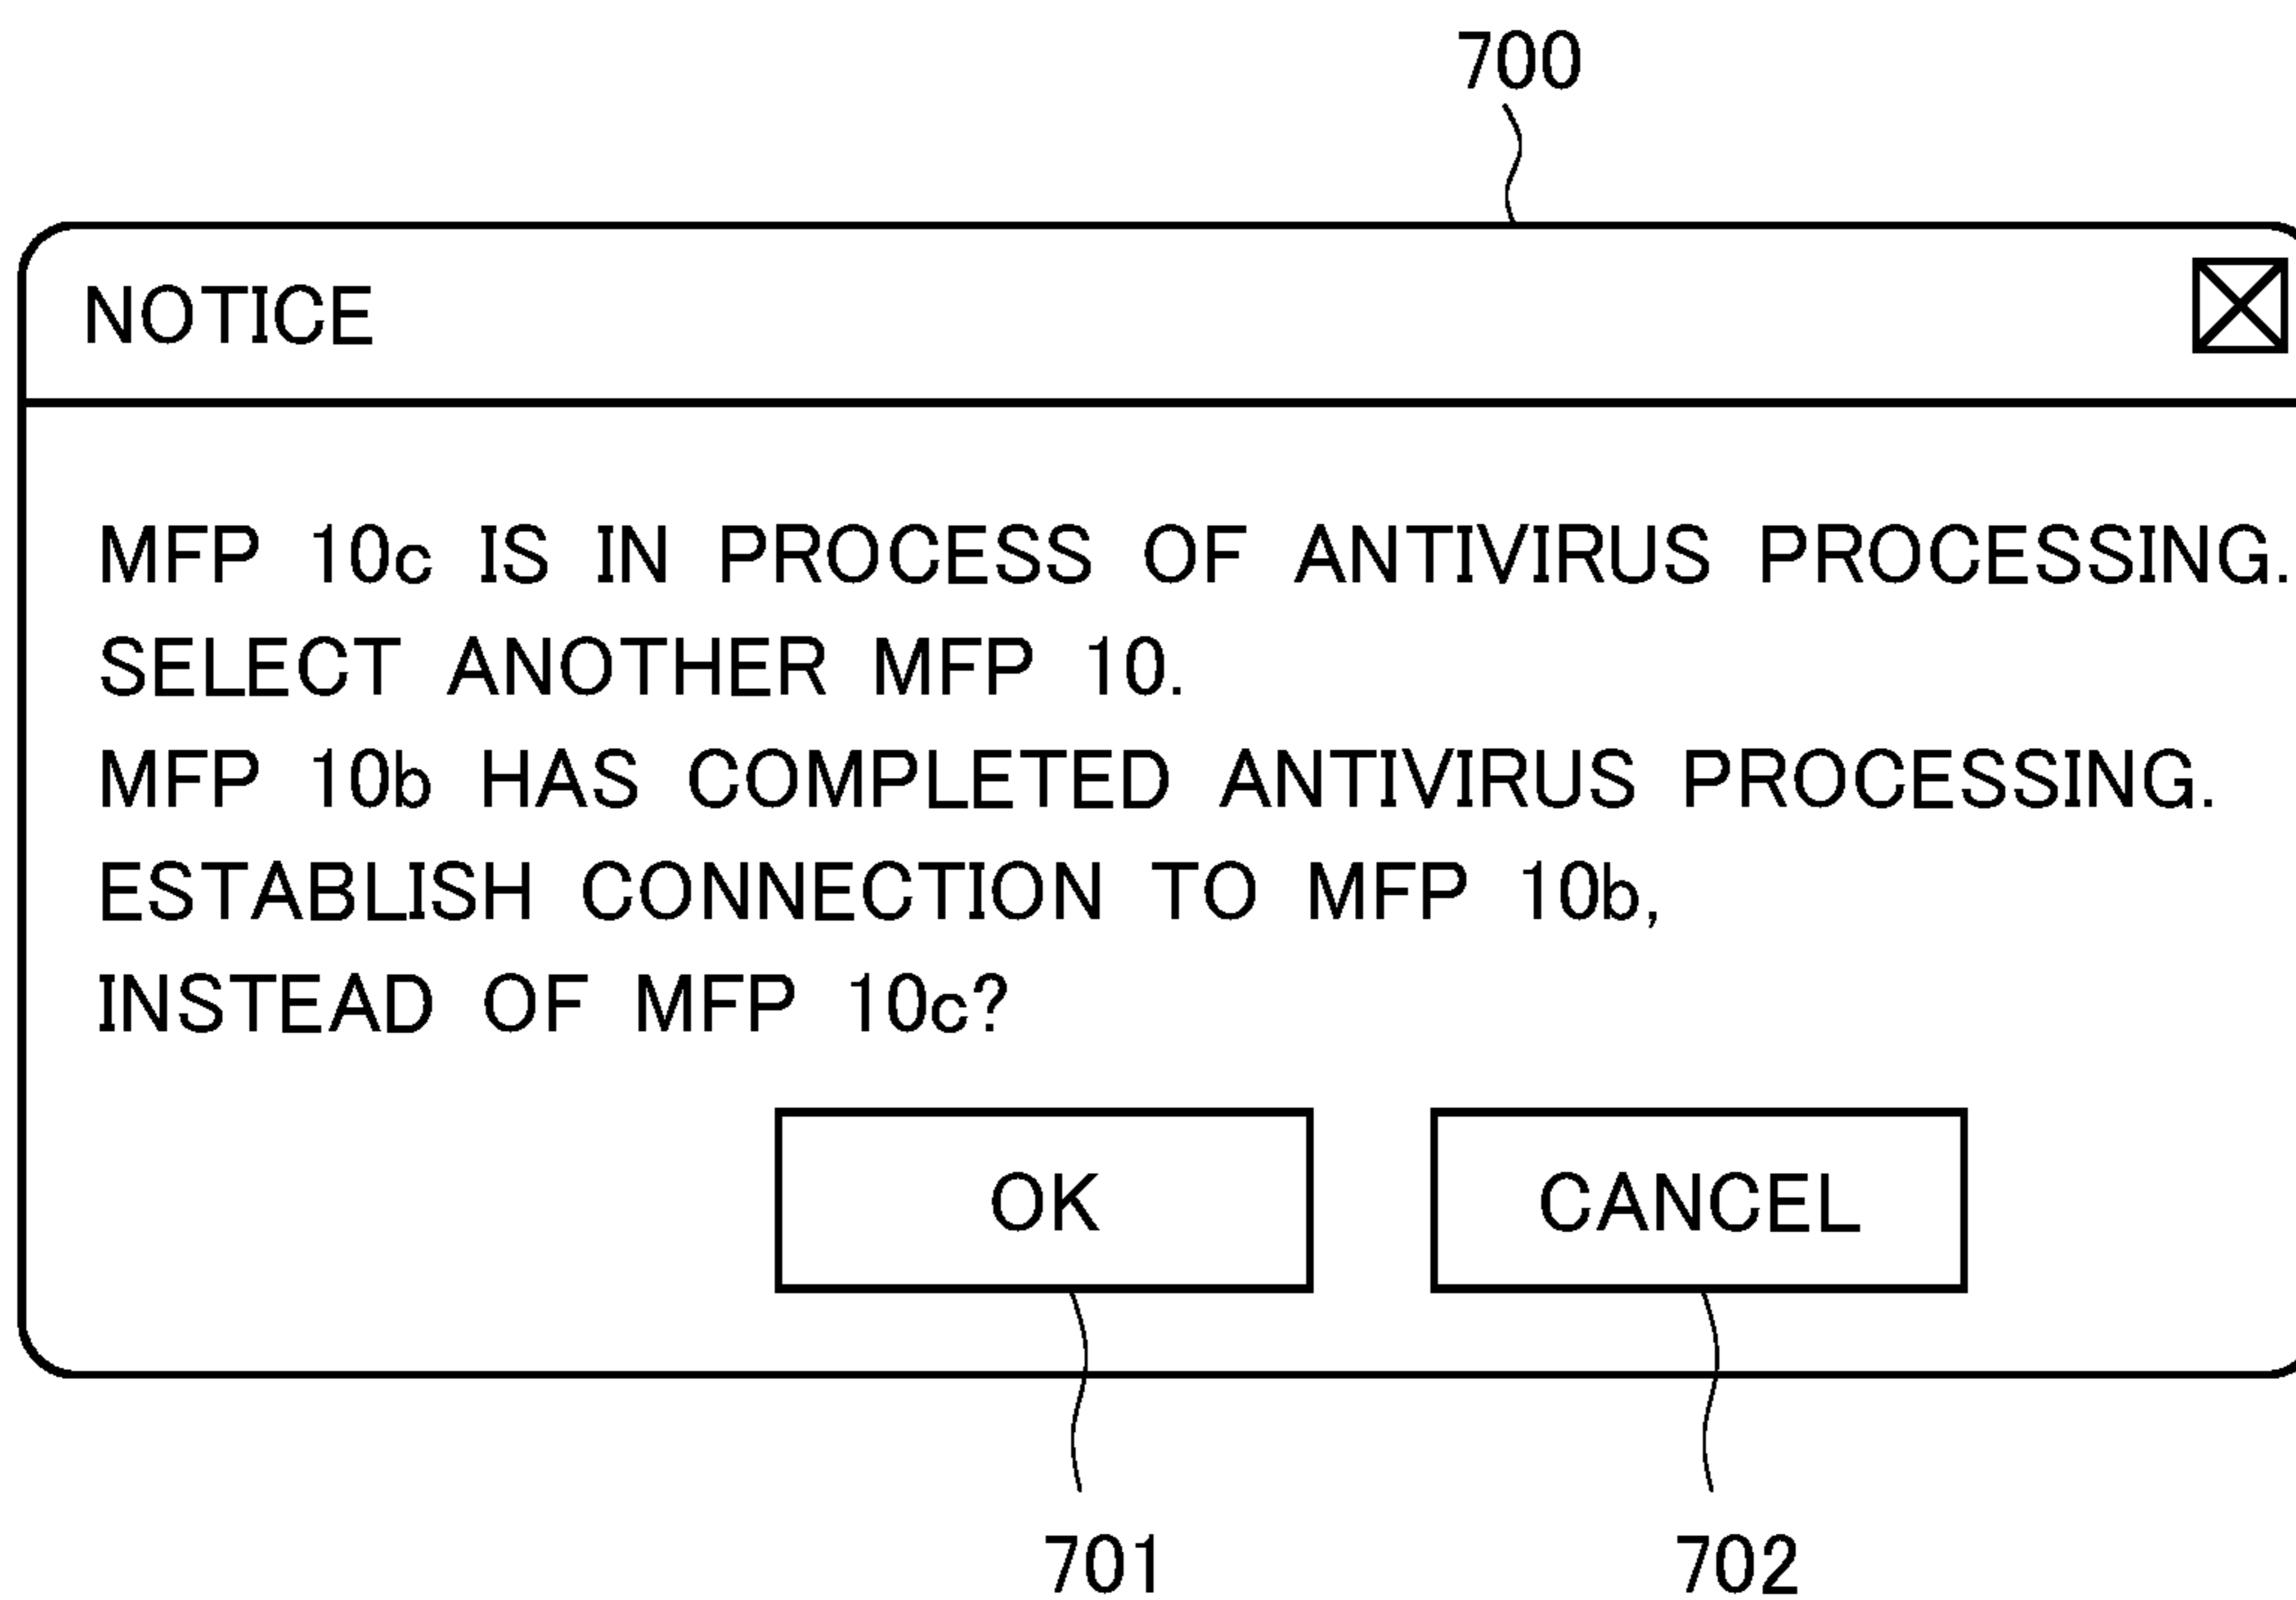 700
NOTICE
MFP 10c IS IN PROCESS OF ANTIVIRUS PROCESSING.
SELECT ANOTHER MFP 10.
MFP 10b HAS COMPLETED ANTIVIRUS PROCESSING.
ESTABLISH CONNECTION TO MFP 10b,
INSTEAD OF MFP 10c?
OK CANCEL
701 702